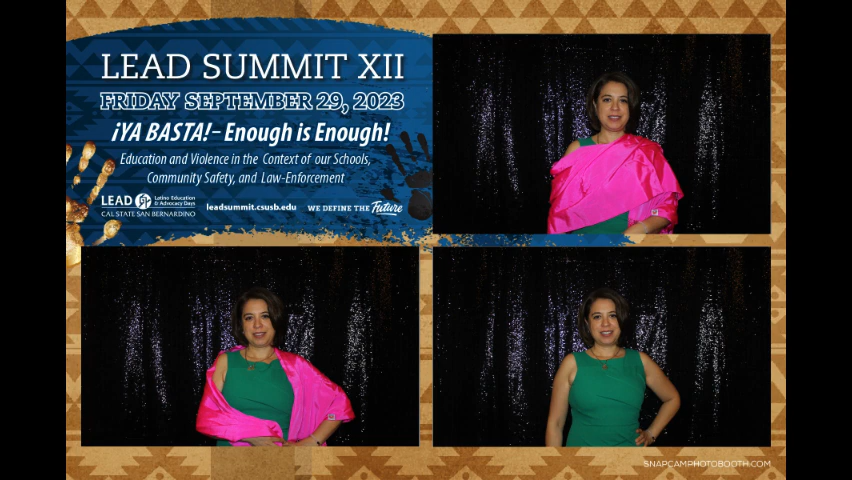 LEAD SUMMIT XII
FRIDAY SEPTEMBER 29, 2023
¡YA BASTA!– Enough is Enough!
Education and Violence in the Context of our Schools,
Community Safety, and Law-Enforcement
LEAD Latino Education
& Advocacy Days
CAL STATE SAN BERNARDINO
leadsummit.csusb.edu
WE DEFINE THE Future
SNAPCAMPHOTOBOOTH.COM